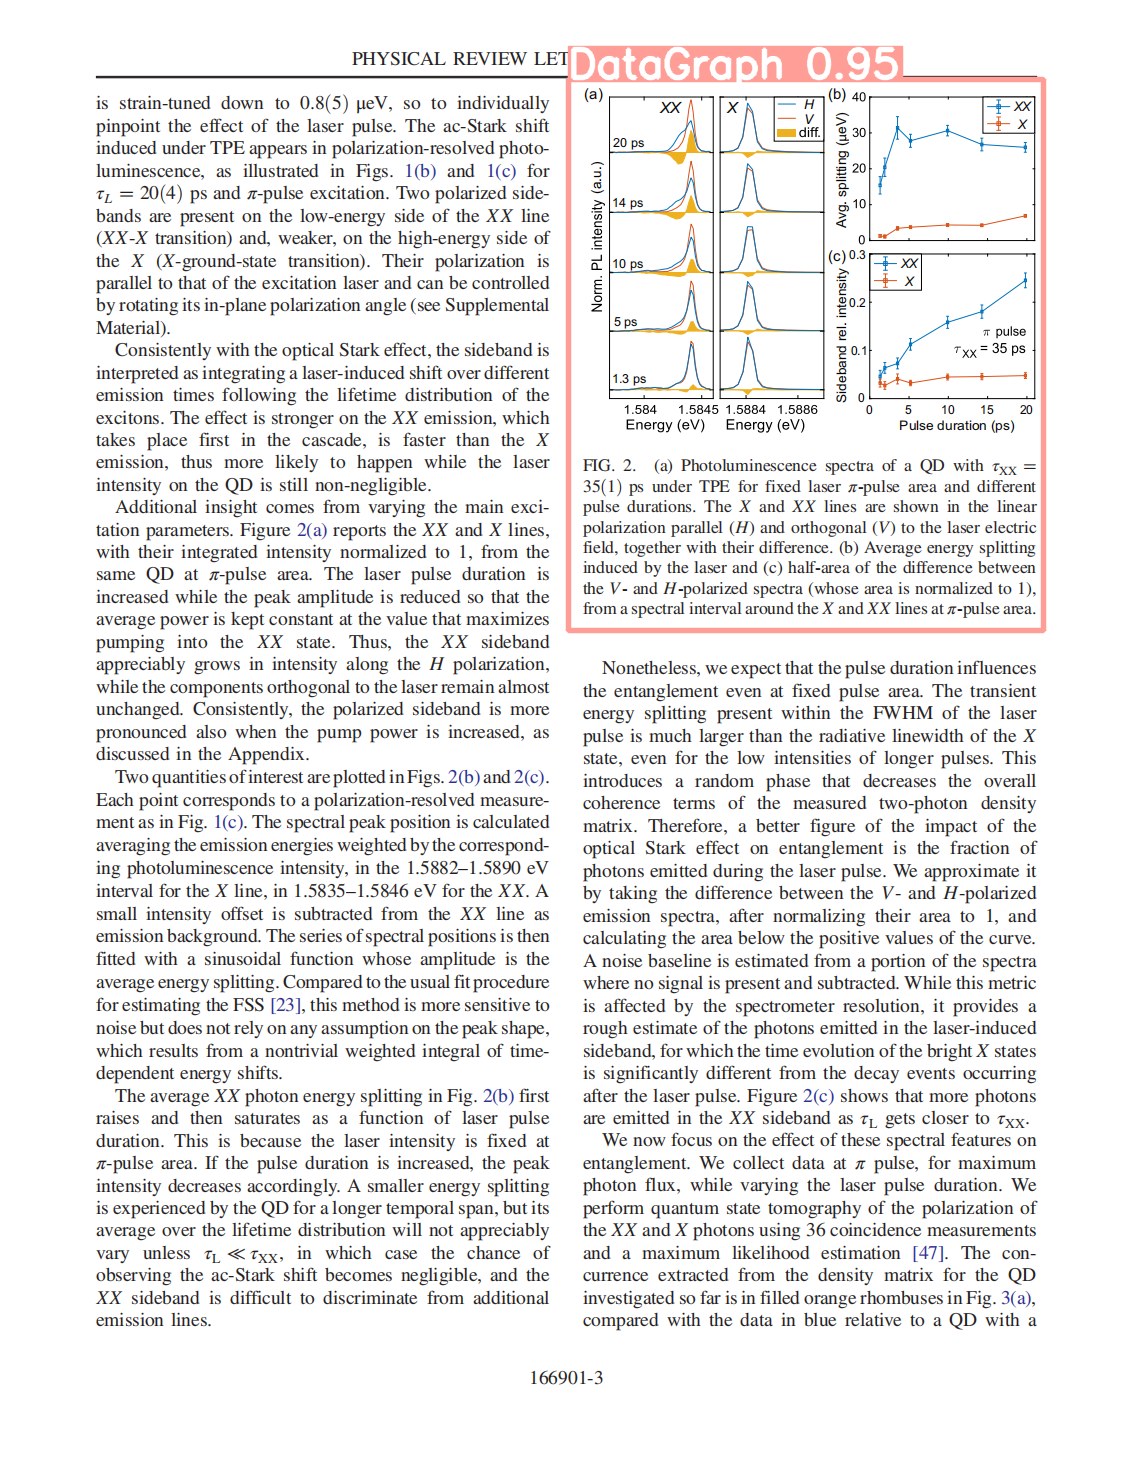 PHYSICAL REVIEW LET
DataGraph 0.95
is strain-tuned down to 0.8(5) μeV, so to individually
pinpoint the effect of the laser pulse. The ac-Stark shift
induced under TPE appears in polarization-resolved photo-
luminescence, as illustrated in Figs. 1(b) and 1(c) for
τL = 20(4) ps and π-pulse excitation. Two polarized side-
bands are present on the low-energy side of the XX line
(XX-X transition) and, weaker, on the high-energy side of
the X (X-ground-state transition). Their polarization is
parallel to that of the excitation laser and can be controlled
by rotating its in-plane polarization angle (see Supplemental
Material).
Consistently with the optical Stark effect, the sideband is
interpreted as integrating a laser-induced shift over different
emission times following the lifetime distribution of the
excitons. The effect is stronger on the XX emission, which
takes place first in the cascade, is faster than the X
emission, thus more likely to happen while the laser
intensity on the QD is still non-negligible.
Additional insight comes from varying the main exci-
tation parameters. Figure 2(a) reports the XX and X lines,
with their integrated intensity normalized to 1, from the
same QD at π-pulse area. The laser pulse duration is
increased while the peak amplitude is reduced so that the
average power is kept constant at the value that maximizes
pumping into the XX state. Thus, the XX sideband
appreciably grows in intensity along the H polarization,
while the components orthogonal to the laser remain almost
unchanged. Consistently, the polarized sideband is more
pronounced also when the pump power is increased, as
discussed in the Appendix.
Two quantities of interest are plotted in Figs. 2(b) and 2(c).
Each point corresponds to a polarization-resolved measure-
ment as in Fig. 1(c). The spectral peak position is calculated
averaging the emission energies weighted by the correspond-
ing photoluminescence intensity, in the 1.5882–1.5890 eV
interval for the X line, in 1.5835–1.5846 eV for the XX. A
small intensity offset is subtracted from the XX line as
emission background. The series of spectral positions is then
fitted with a sinusoidal function whose amplitude is the
average energy splitting. Compared to the usual fit procedure
for estimating the FSS [23], this method is more sensitive to
noise but does not rely on any assumption on the peak shape,
which results from a nontrivial weighted integral of time-
dependent energy shifts.
The average XX photon energy splitting in Fig. 2(b) first
raises and then saturates as a function of laser pulse
duration. This is because the laser intensity is fixed at
π-pulse area. If the pulse duration is increased, the peak
intensity decreases accordingly. A smaller energy splitting
is experienced by the QD for a longer temporal span, but its
average over the lifetime distribution will not appreciably
vary unless τL ≪ τXX, in which case the chance of
observing the ac-Stark shift becomes negligible, and the
XX sideband is difficult to discriminate from additional
emission lines.
(a)
XX
X
H
V
diff.
20 ps
14 ps
10 ps
5 ps
1.3 ps
Norm. PL intensity (a.u.)
1.584 1.5845 1.5884 1.5886
Energy (eV) Energy (eV)
(b)
40
30
20
10
0
Avg. splitting (μeV)
XX
X
(c)
0.3
0.2
0.1
0
Sideband rel. intensity
XX
X
π pulse
τXX = 35 ps
0 5 10 15 20
Pulse duration (ps)
FIG. 2. (a) Photoluminescence spectra of a QD with τXX =
35(1) ps under TPE for fixed laser π-pulse area and different
pulse durations. The X and XX lines are shown in the linear
polarization parallel (H) and orthogonal (V) to the laser electric
field, together with their difference. (b) Average energy splitting
induced by the laser and (c) half-area of the difference between
the V- and H-polarized spectra (whose area is normalized to 1),
from a spectral interval around the X and XX lines at π-pulse area.
Nonetheless, we expect that the pulse duration influences
the entanglement even at fixed pulse area. The transient
energy splitting present within the FWHM of the laser
pulse is much larger than the radiative linewidth of the X
state, even for the low intensities of longer pulses. This
introduces a random phase that decreases the overall
coherence terms of the measured two-photon density
matrix. Therefore, a better figure of the impact of the
optical Stark effect on entanglement is the fraction of
photons emitted during the laser pulse. We approximate it
by taking the difference between the V- and H-polarized
emission spectra, after normalizing their area to 1, and
calculating the area below the positive values of the curve.
A noise baseline is estimated from a portion of the spectra
where no signal is present and subtracted. While this metric
is affected by the spectrometer resolution, it provides a
rough estimate of the photons emitted in the laser-induced
sideband, for which the time evolution of the bright X states
is significantly different from the decay events occurring
after the laser pulse. Figure 2(c) shows that more photons
are emitted in the XX sideband as τL gets closer to τXX.
We now focus on the effect of these spectral features on
entanglement. We collect data at π pulse, for maximum
photon flux, while varying the laser pulse duration. We
perform quantum state tomography of the polarization of
the XX and X photons using 36 coincidence measurements
and a maximum likelihood estimation [47]. The con-
currence extracted from the density matrix for the QD
investigated so far is in filled orange rhombuses in Fig. 3(a),
compared with the data in blue relative to a QD with a
166901-3